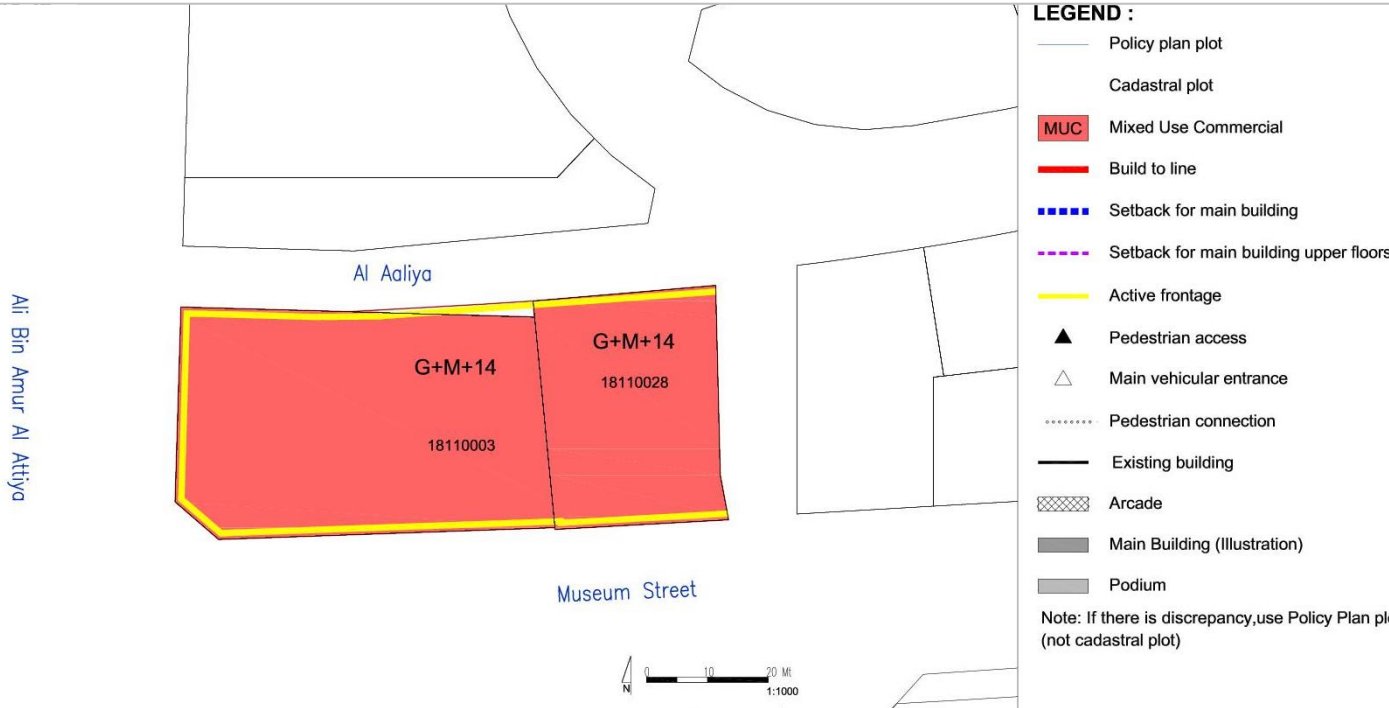 LEGEND :
Policy plan plot
Cadastral plot
MUC Mixed Use Commercial
Build to line
Setback for main building
Setback for main building upper floors
Active frontage
Pedestrian access
Main vehicular entrance
Pedestrian connection
Existing building
Arcade
Main Building (Illustration)
Podium
Note: If there is discrepancy,use Policy Plan
(not cadastral plot)
Al Aaliya
Ali Bin Amur Al Attiya
G+M+14
18110003
G+M+14
18110028
Museum Street
N
0 10 20 Mt
1:1000